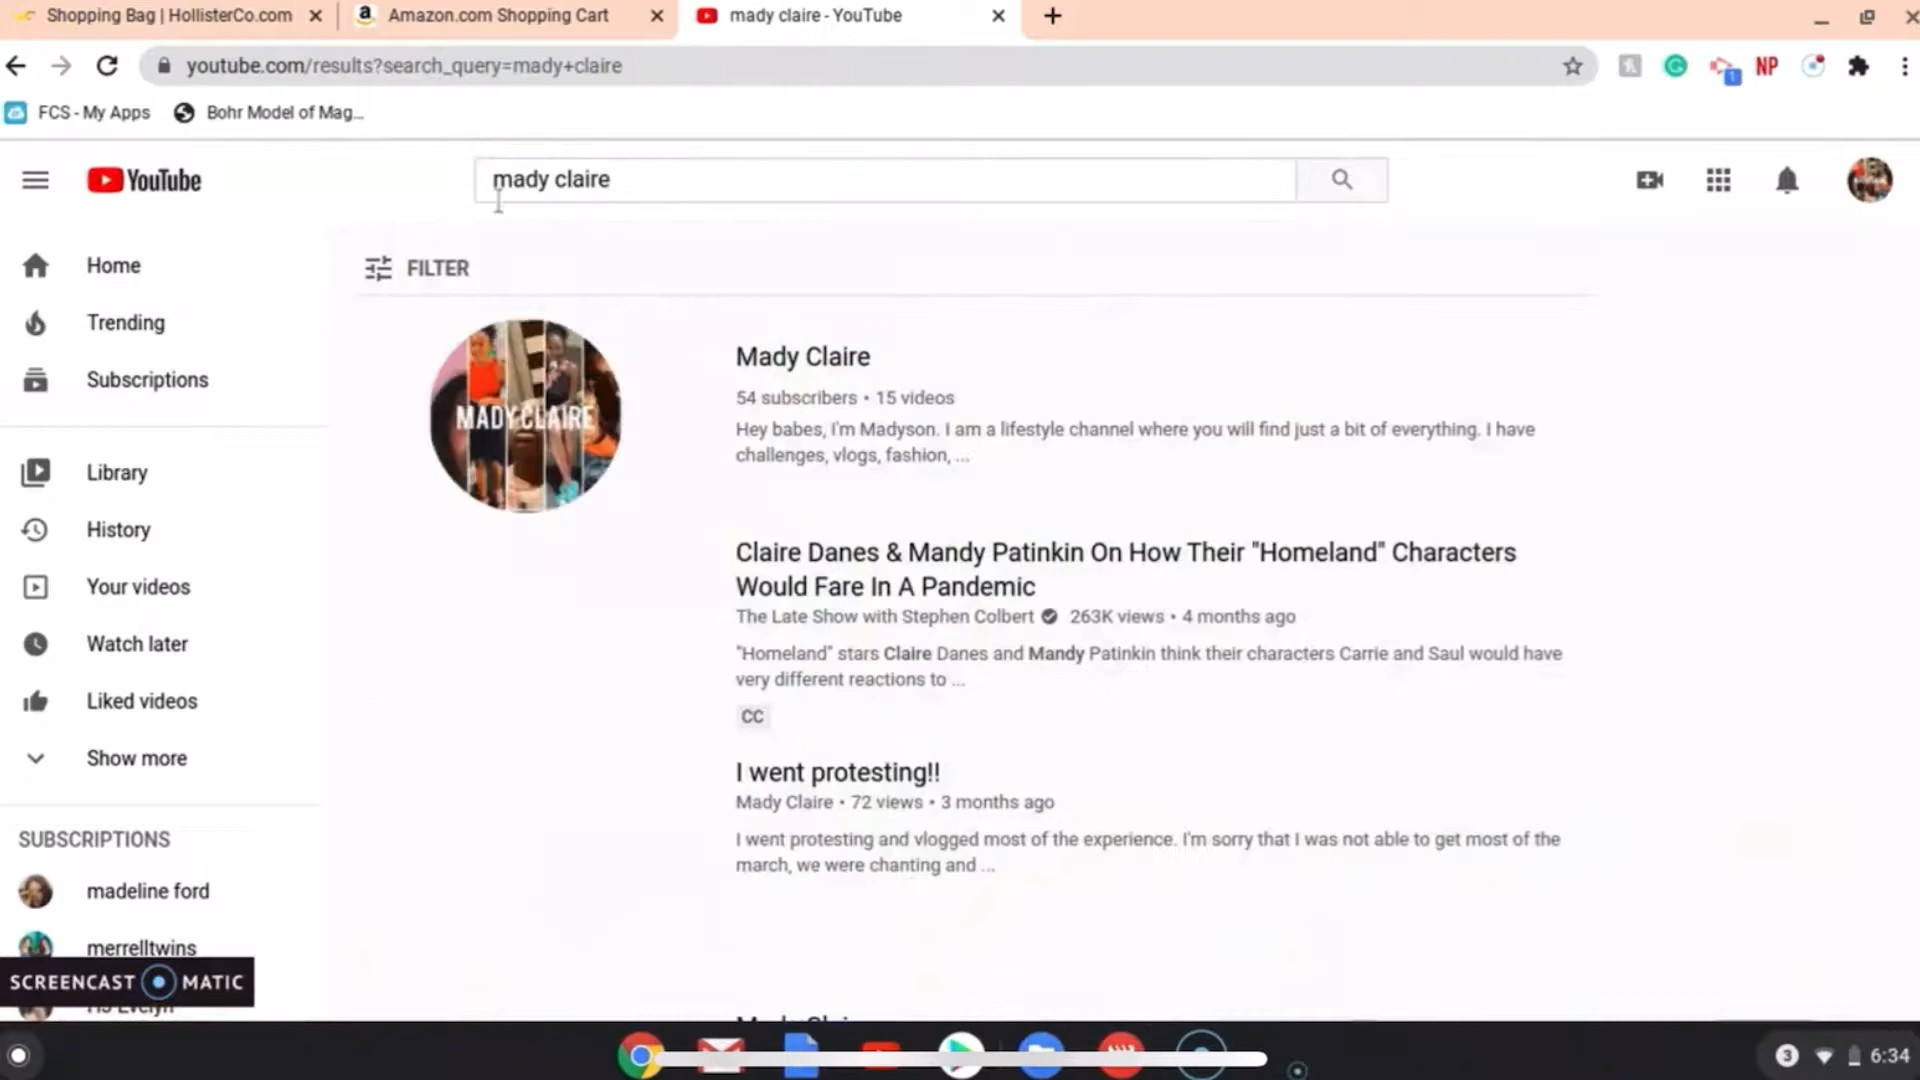 Shopping Bag | HollisterCo.com
Amazon.com Shopping Cart
mady claire - YouTube
youtube.com/results?search_query=mady+claire
NP
1
FCS - My Apps
Bohr Model of Mag...
YouTube
mady claire
Home
Trending
Subscriptions
Library
History
Your videos
Watch later
Liked videos
Show more
SUBSCRIPTIONS
madeline ford
merrelltwins
SCREENCAST MATIC
FILTER
MADY CLAIRE
Mady Claire
54 subscribers • 15 videos
Hey babes, I'm Madyson. I am a lifestyle channel where you will find just a bit of everything. I have
challenges, vlogs, fashion, ...
Claire Danes & Mandy Patinkin On How Their "Homeland" Characters
Would Fare In A Pandemic
The Late Show with Stephen Colbert 263K views • 4 months ago
"Homeland" stars Claire Danes and Mandy Patinkin think their characters Carrie and Saul would have
very different reactions to ...
CC
I went protesting!!
Mady Claire • 72 views • 3 months ago
I went protesting and vlogged most of the experience. I'm sorry that I was not able to get most of the
march, we were chanting and ...
3
6:34